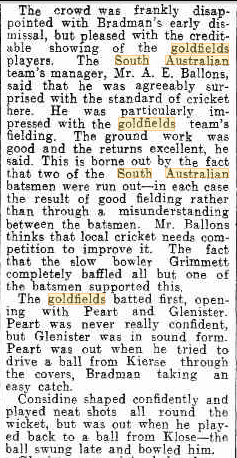 The crowd was frankly disap-
pointed with Bradman's early dis-
missal, but pleased with the credit-
able showing of the goldfields
players. The South Australian
team's manager, Mr. A. E. Ballons,
said that he was agreeably sur-
prised with the standard of cricket
here. He was particularly im-
pressed with the goldfields team's
fielding. The ground work was
good and the returns excellent, he
said. This is borne out by the fact
that two of the South Australian
batsmen were run out—in each case
the result of good fielding rather
than through a misunderstanding
between the batsmen. Mr. Ballons
thinks that local cricket needs com-
petition to improve it. The fact
that the slow bowler Grimmett
completely baffled all but one of
the batsmen supported this.
The goldfields batted first, open-
ing with Peart and Glenister.
Peart was never really confident,
but Glenister was in sound form.
Peart was out when he tried to
drive a ball from Kierse through
the covers, Bradman taking an
easy catch.
Considine shaped confidently and
played neat shots all round the
wicket, but was out when he play-
ed back to a ball from Klose—the
ball swung late and bowled him.